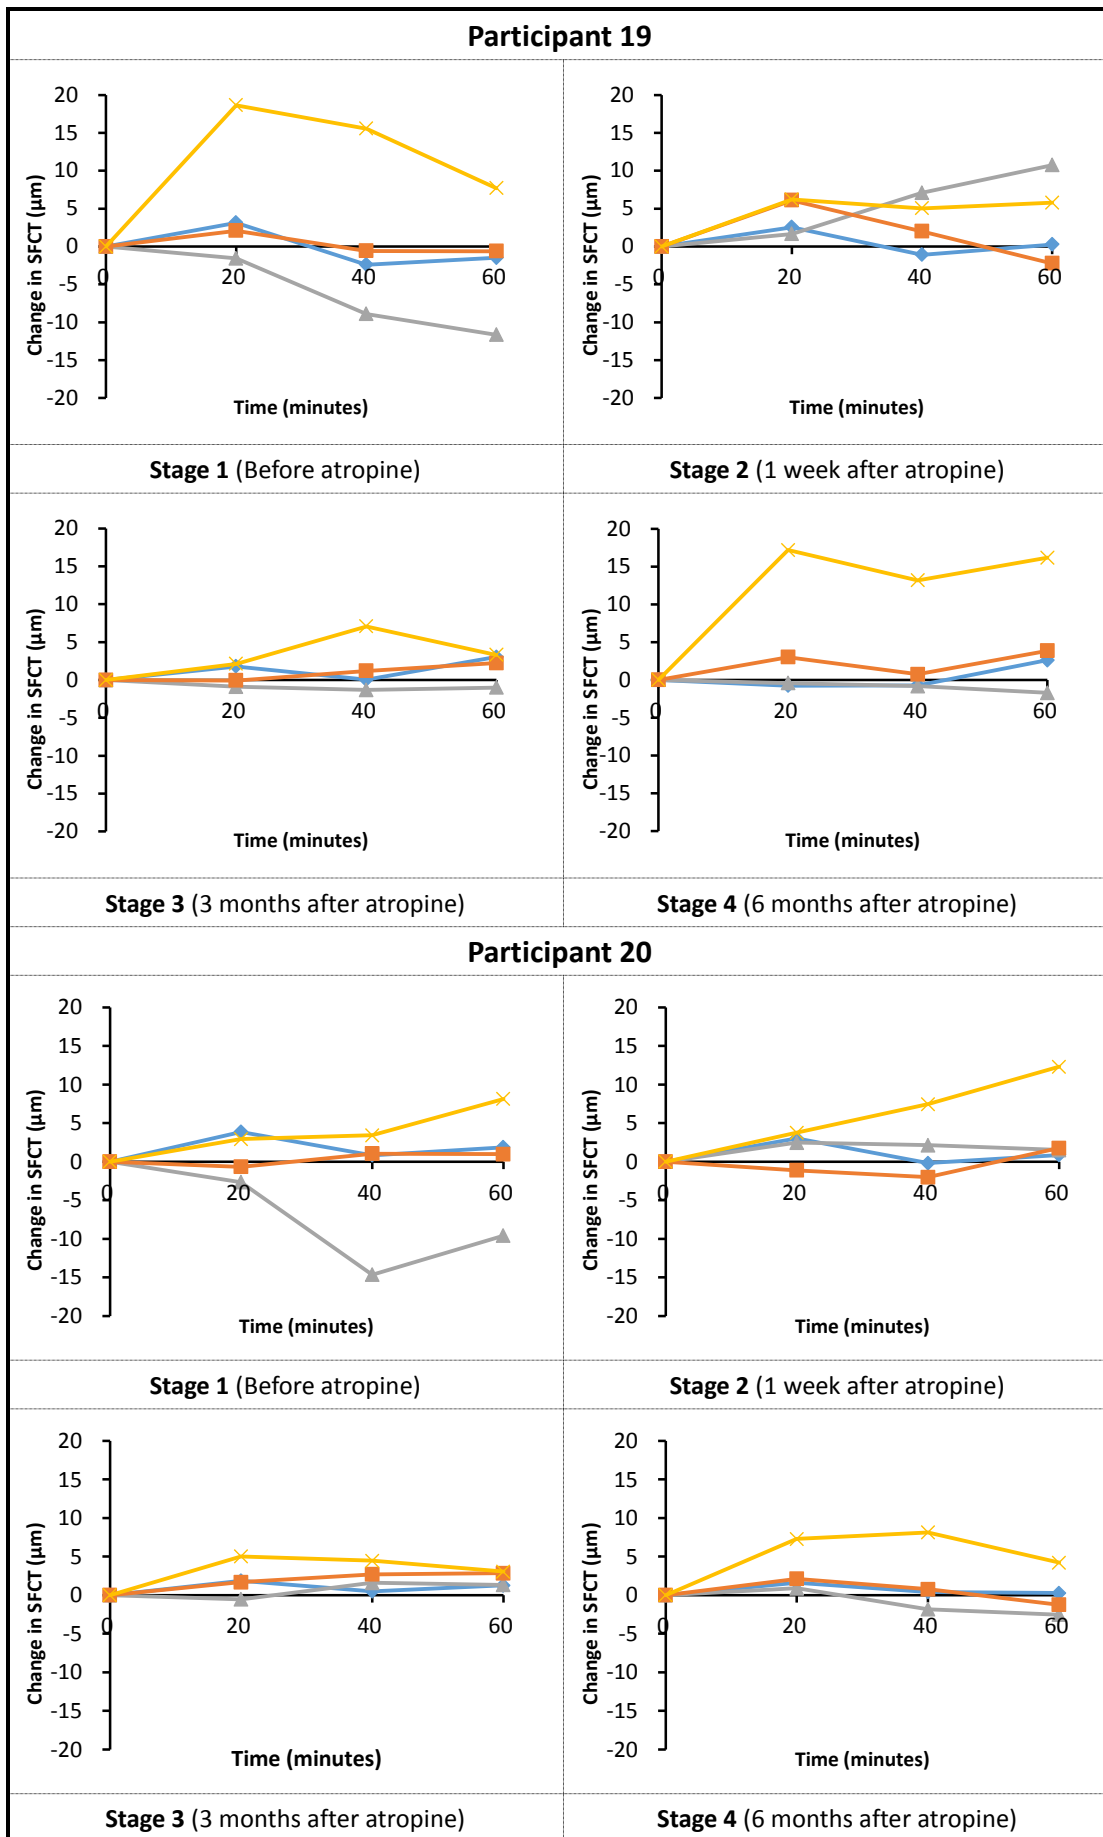 Participant 19
20
15
10
5
0
-5
-10
-15
-20
0 20 40 60
Change in SFCT (µm)
Time (minutes)
20
15
10
5
0
-5
-10
-15
-20
0 20 40 60
Change in SFCT (µm)
Time (minutes)
Stage 1 (Before atropine)
Stage 2 (1 week after atropine)
20
15
10
5
0
-5
-10
-15
-20
0 20 40 60
Change in SFCT (µm)
Time (minutes)
20
15
10
5
0
-5
-10
-15
-20
0 20 40 60
Change in SFCT (µm)
Time (minutes)
Stage 3 (3 months after atropine)
Stage 4 (6 months after atropine)
Participant 20
20
15
10
5
0
-5
-10
-15
-20
0 20 40 60
Change in SFCT (µm)
Time (minutes)
20
15
10
5
0
-5
-10
-15
-20
0 20 40 60
Change in SFCT (µm)
Time (minutes)
Stage 1 (Before atropine)
Stage 2 (1 week after atropine)
20
15
10
5
0
-5
-10
-15
-20
0 20 40 60
Change in SFCT (µm)
Time (minutes)
20
15
10
5
0
-5
-10
-15
-20
0 20 40 60
Change in SFCT (µm)
Time (minutes)
Stage 3 (3 months after atropine)
Stage 4 (6 months after atropine)